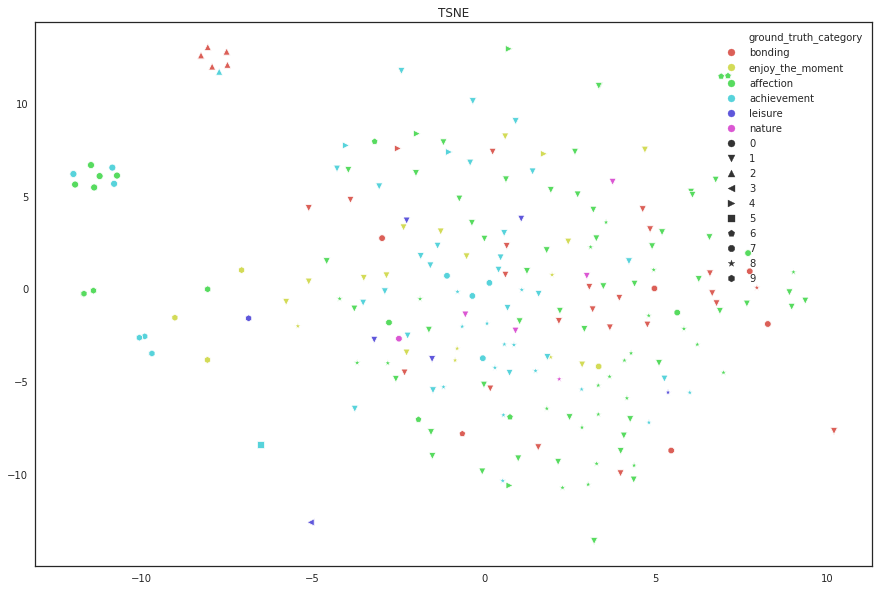 TSNE
ground_truth_category
bonding
enjoy_the_moment
affection
achievement
leisure
nature
0
1
2
3
4
5
6
7
8
9
10
5
0
−5
−10
−10
−5
0
5
10